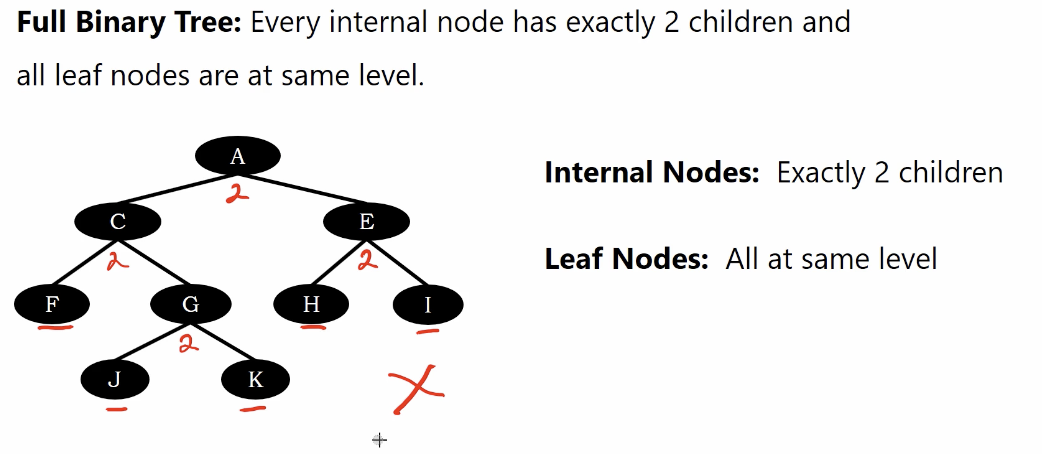 Full Binary Tree: Every internal node has exactly 2 children and
all leaf nodes are at same level.
A
2
Internal Nodes: Exactly 2 children
C
E
2
2
Leaf Nodes: All at same level
F
G
H
I
2
J
K